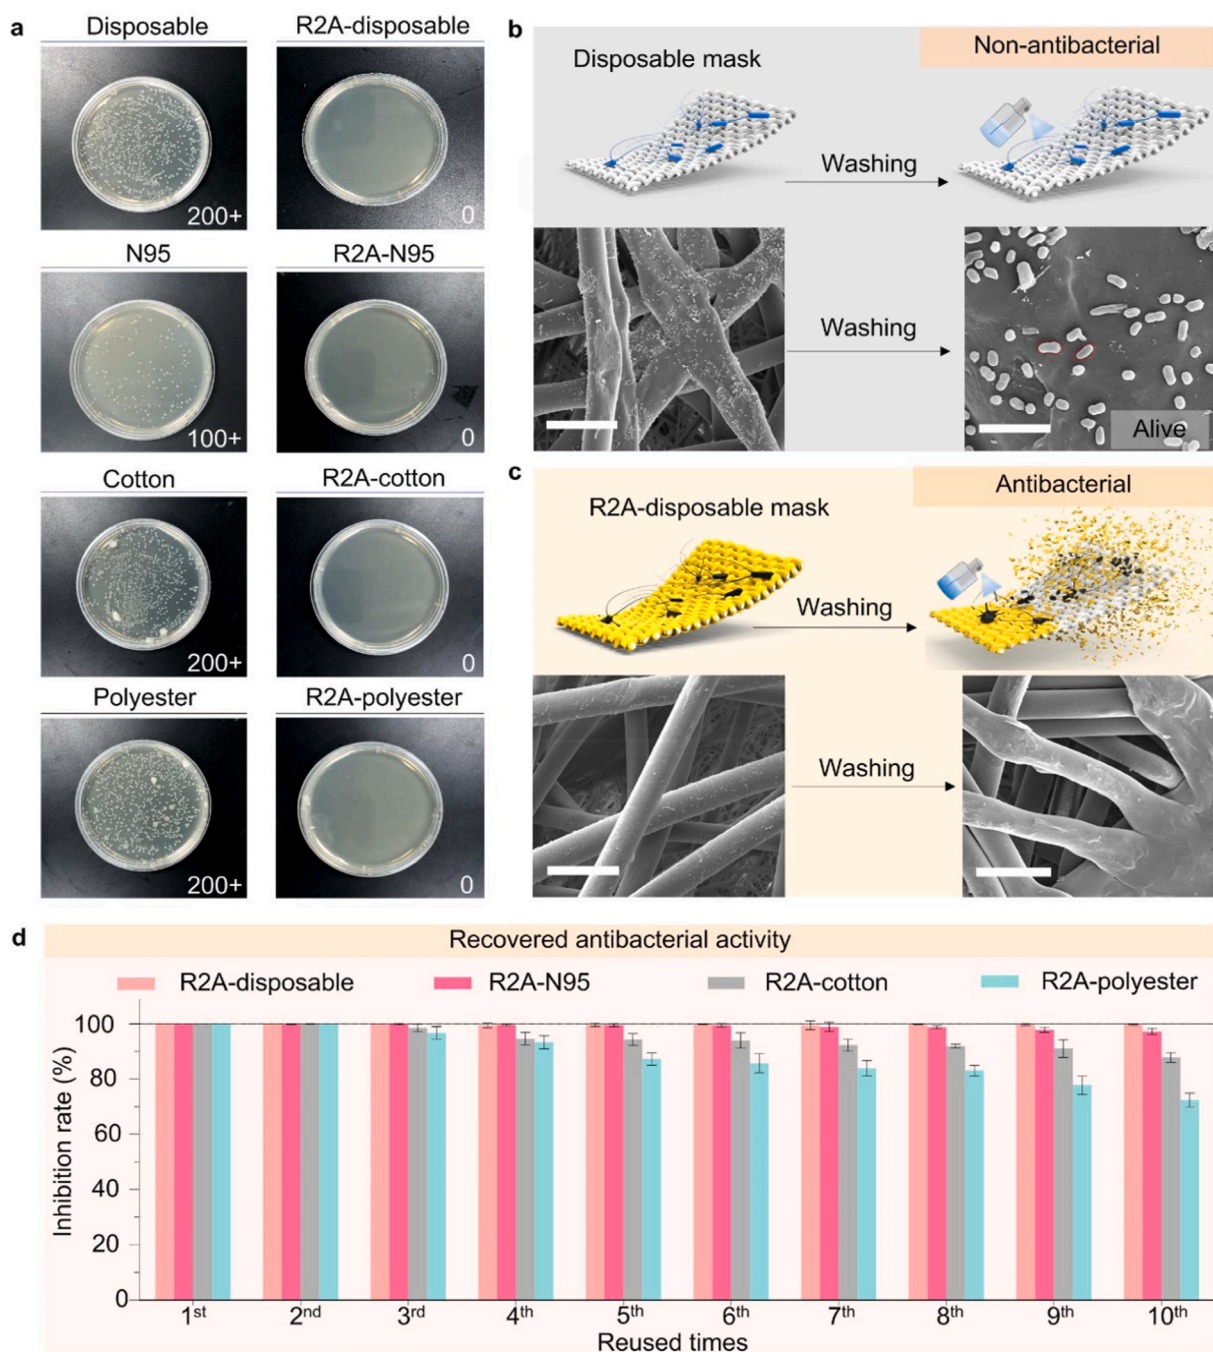 a
Disposable
R2A-disposable
200+
0
N95
R2A-N95
100+
0
Cotton
R2A-cotton
200+
0
Polyester
R2A-polyester
200+
0
b
Disposable mask
Non-antibacterial
Washing
Washing
Alive
c
R2A-disposable mask
Antibacterial
Washing
Washing
d
Recovered antibacterial activity
R2A-disposable
R2A-N95
R2A-cotton
R2A-polyester
Inhibition rate (%)
100
80
60
40
20
0
1st
2nd
3rd
4th
5th
6th
7th
8th
9th
10th
Reused times